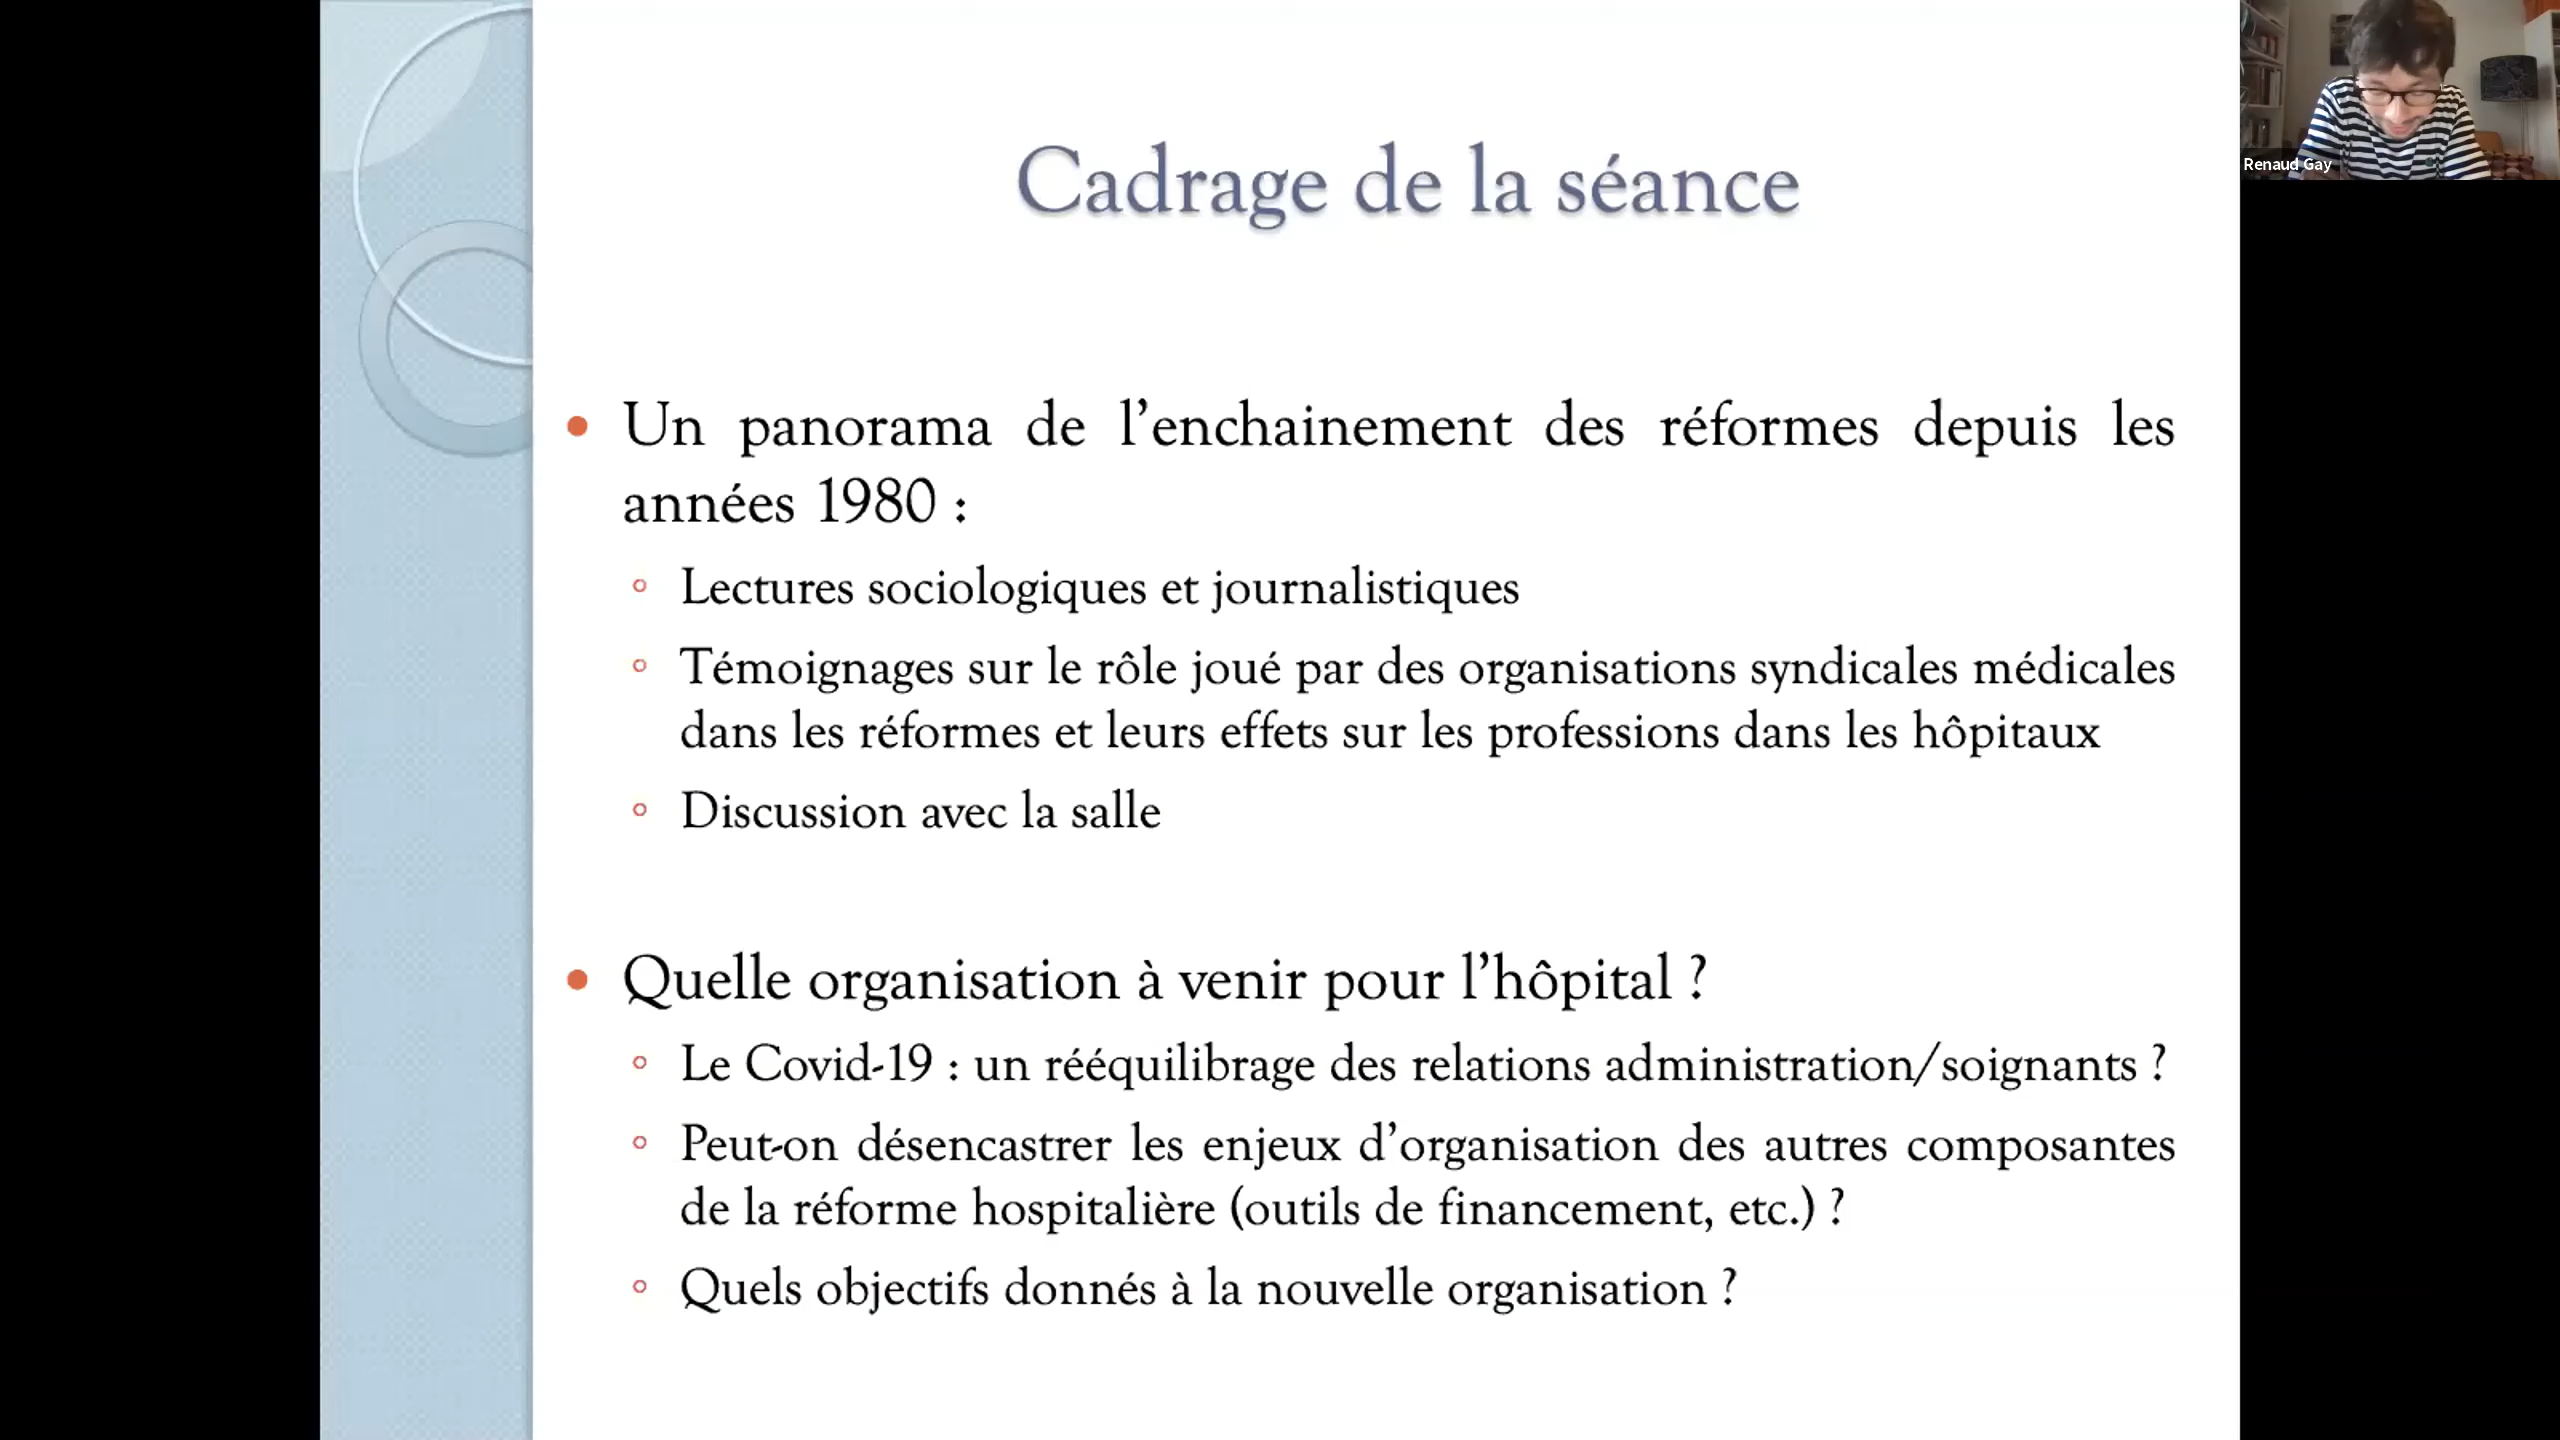 Cadrage de la séance
Renaud Gay
• Un panorama de l’enchainement des réformes depuis les
années 1980 :
◦ Lectures sociologiques et journalistiques
◦ Témoignages sur le rôle joué par des organisations syndicales médicales
dans les réformes et leurs effets sur les professions dans les hôpitaux
◦ Discussion avec la salle
• Quelle organisation à venir pour l’hôpital ?
◦ Le Covid-19 : un rééquilibrage des relations administration/soignants ?
◦ Peut-on désencastrer les enjeux d’organisation des autres composantes
de la réforme hospitalière (outils de financement, etc.) ?
◦ Quels objectifs donnés à la nouvelle organisation ?